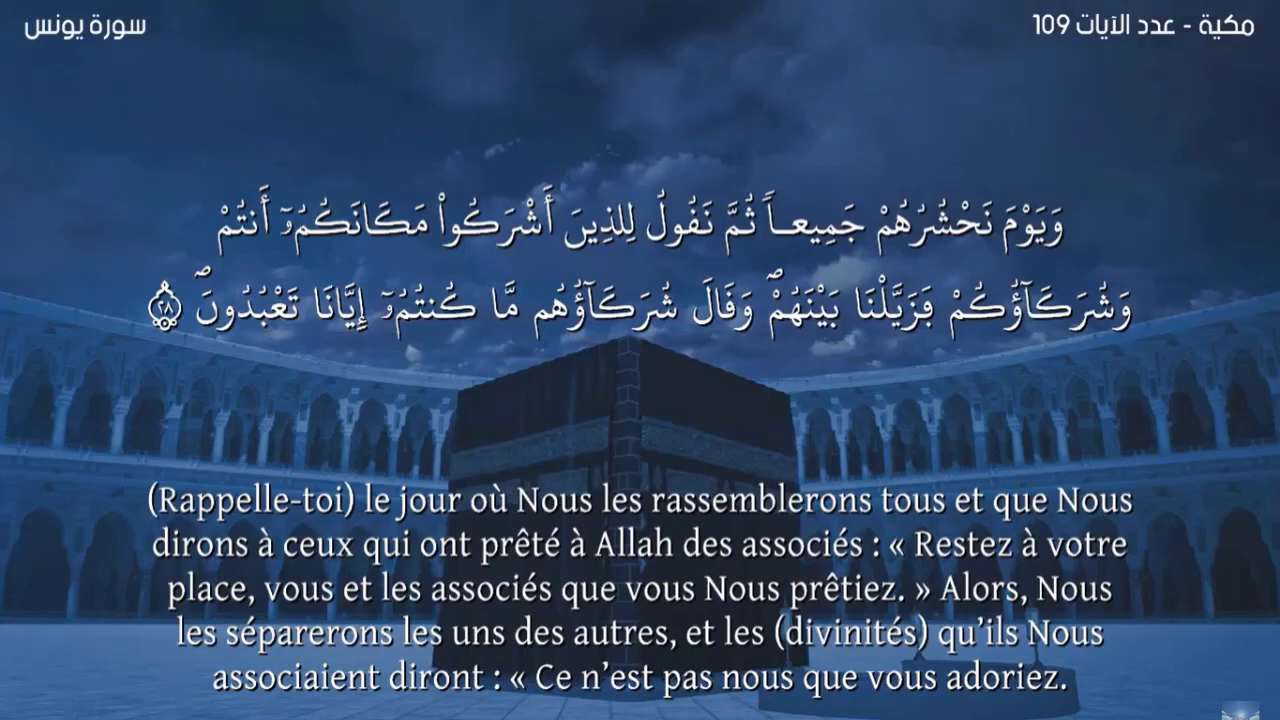 مكية - عدد الآيات 109
سورة يونس
وَيَوْمَ نَحْشُرُهُمْ جَمِيعاً ثُمَّ نَقُولُ لِلذِينَ أَشْرَكُواْ مَكَانَكُمُۥٓ أَنتُمْ
وَشُرَكَآؤُكُمْ فَزَيَّلْنَا بَيْنَهُمْۖ وَقَالَ شُرَكَآؤُهُم مَّا كُنتُمُۥٓ إِيَّانَا تَعْبُدُونَۖ ٢٨
(Rappelle-toi) le jour où Nous les rassemblerons tous et que Nous
dirons à ceux qui ont prêté à Allah des associés : « Restez à votre
place, vous et les associés que vous Nous prêtiez. » Alors, Nous
les séparerons les uns des autres, et les (divinités) qu’ils Nous
associaient diront : « Ce n’est pas nous que vous adoriez.